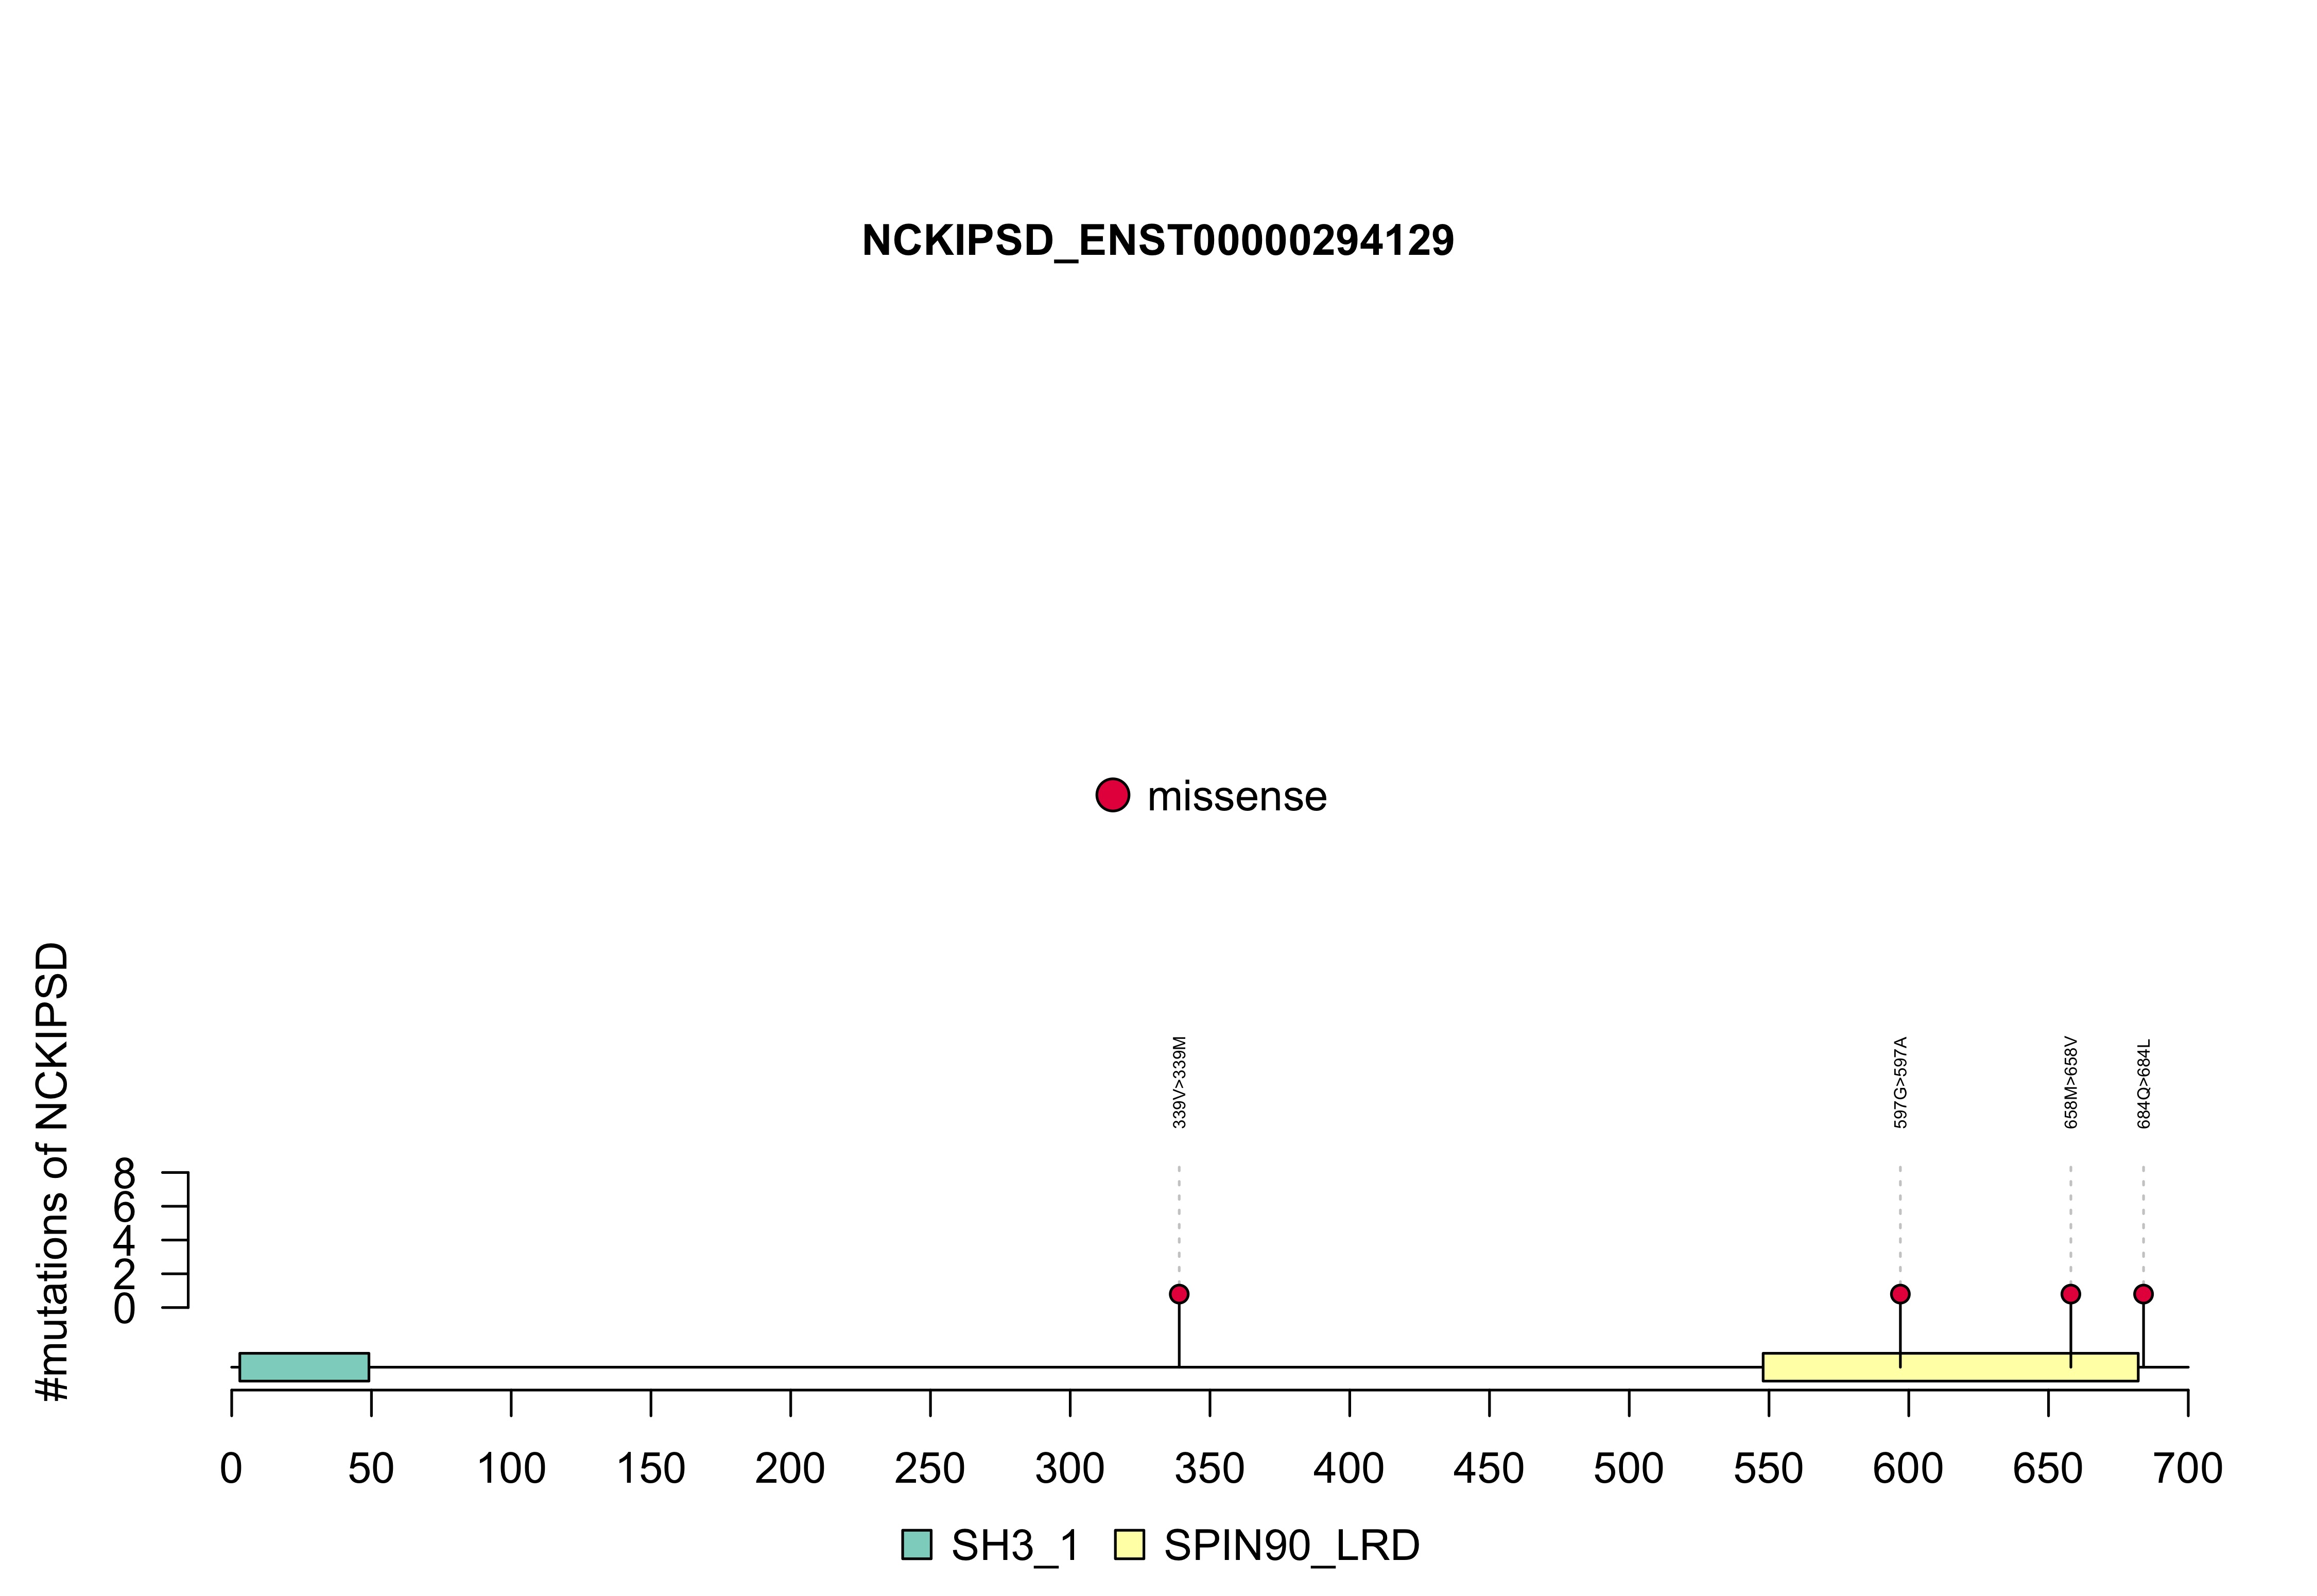 NCKIPSD_ENST00000294129
missense
#mutations of NCKIPSD
339V>339M
597G>597A
658M>658V
684Q>684L
8
6
4
2
0
0 50 100 150 200 250 300 350 400 450 500 550 600 650 700
SH3_1 SPIN90_LRD